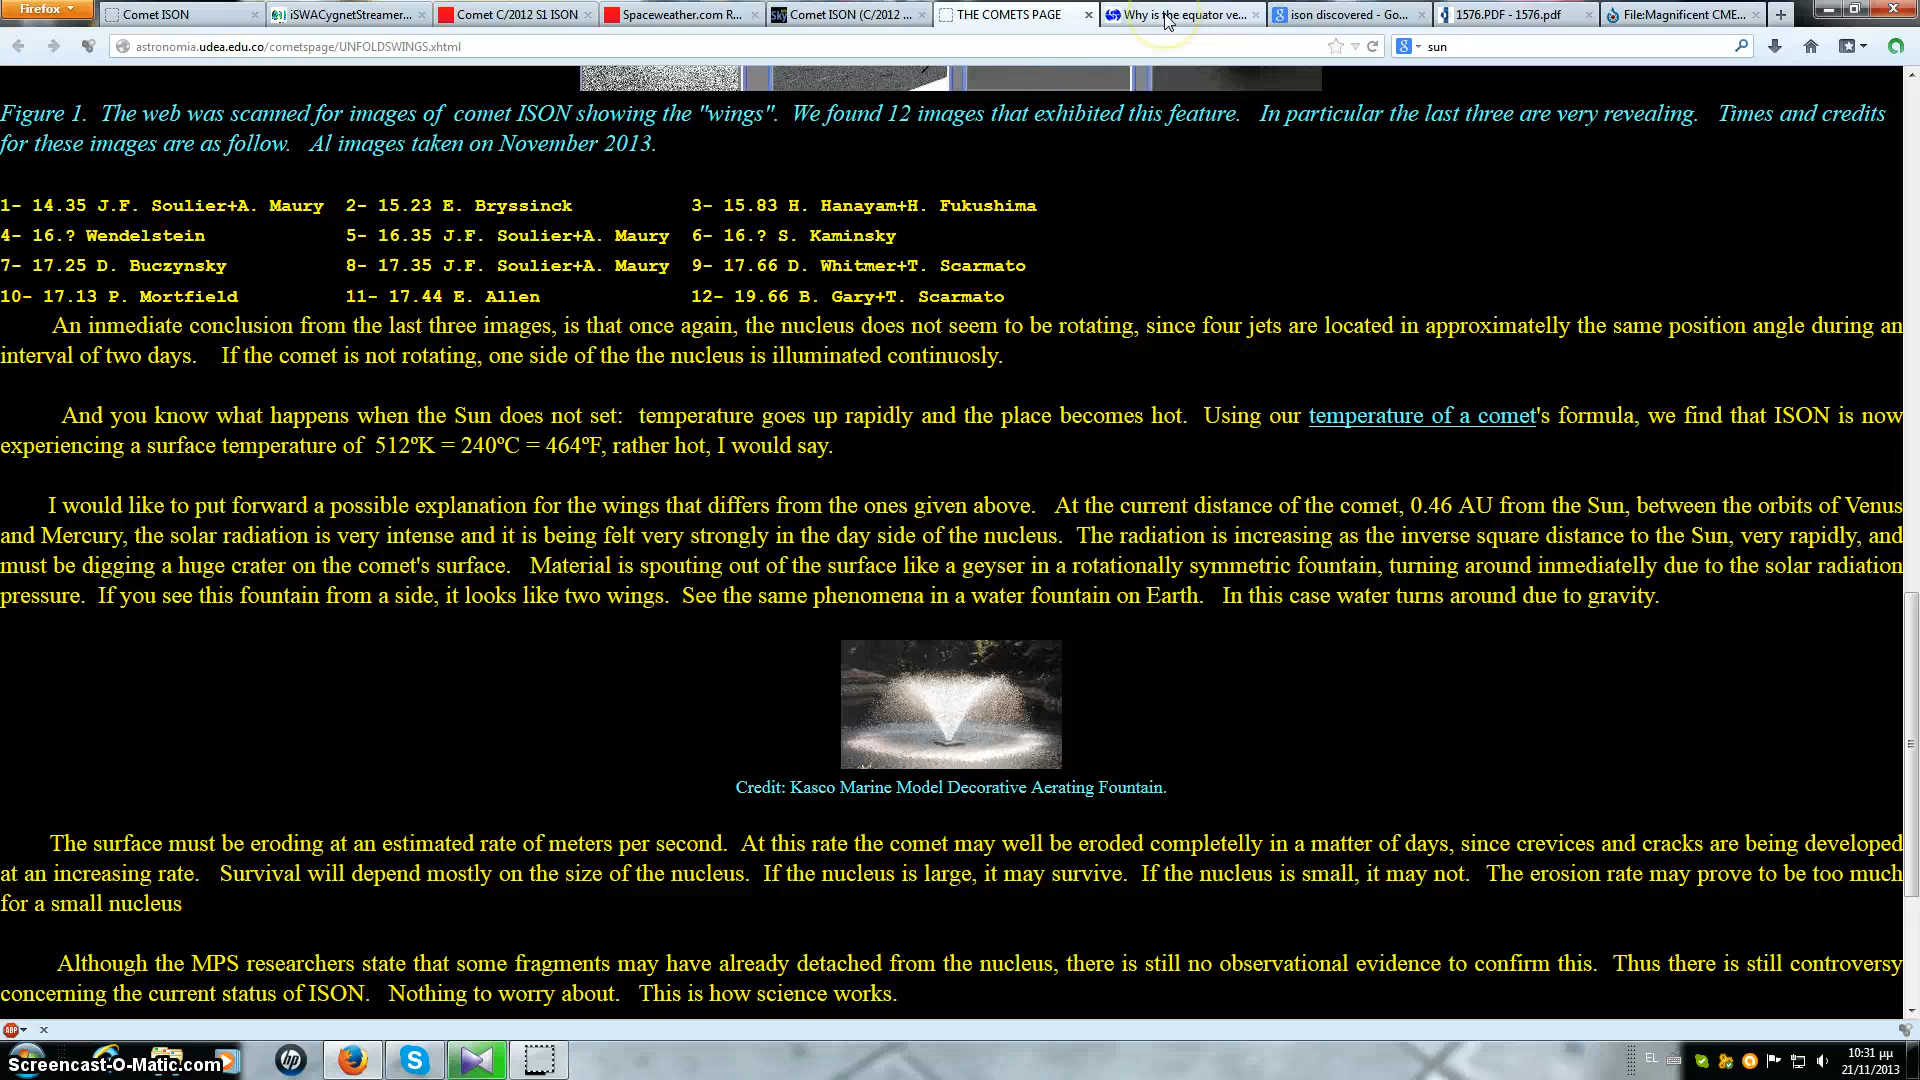 Firefox
Comet ISON
iSWACygnetStreamer...
Comet C/2012 S1 ISON
Spaceweather.com R...
Comet ISON (C/2012 ...
THE COMETS PAGE
Why is the equator ve...
ison discovered - Go...
1576.PDF - 1576.pdf
File:Magnificent CME...
astronomia.udea.edu.co/cometspage/UNFOLDSWINGS.xhtml
sun
Figure 1. The web was scanned for images of comet ISON showing the "wings". We found 12 images that exhibited this feature. In particular the last three are very revealing. Times and credits
for these images are as follow. Al images taken on November 2013.
1- 14.35 J.F. Soulier+A. Maury 2- 15.23 E. Bryssinck 3- 15.83 H. Hanayam+H. Fukushima
4- 16.? Wendelstein 5- 16.35 J.F. Soulier+A. Maury 6- 16.? S. Kaminsky
7- 17.25 D. Buczynsky 8- 17.35 J.F. Soulier+A. Maury 9- 17.66 D. Whitmer+T. Scarmato
10- 17.13 P. Mortfield 11- 17.44 E. Allen 12- 19.66 B. Gary+T. Scarmato
An inmediate conclusion from the last three images, is that once again, the nucleus does not seem to be rotating, since four jets are located in approximatelly the same position angle during an
interval of two days. If the comet is not rotating, one side of the the nucleus is illuminated continuosly.
And you know what happens when the Sun does not set: temperature goes up rapidly and the place becomes hot. Using our temperature of a comet's formula, we find that ISON is now
experiencing a surface temperature of 512ºK = 240ºC = 464ºF, rather hot, I would say.
I would like to put forward a possible explanation for the wings that differs from the ones given above. At the current distance of the comet, 0.46 AU from the Sun, between the orbits of Venus
and Mercury, the solar radiation is very intense and it is being felt very strongly in the day side of the nucleus. The radiation is increasing as the inverse square distance to the Sun, very rapidly, and
must be digging a huge crater on the comet's surface. Material is spouting out of the surface like a geyser in a rotationally symmetric fountain, turning around inmediatelly due to the solar radiation
pressure. If you see this fountain from a side, it looks like two wings. See the same phenomena in a water fountain on Earth. In this case water turns around due to gravity.
Credit: Kasco Marine Model Decorative Aerating Fountain.
The surface must be eroding at an estimated rate of meters per second. At this rate the comet may well be eroded completelly in a matter of days, since crevices and cracks are being developed
at an increasing rate. Survival will depend mostly on the size of the nucleus. If the nucleus is large, it may survive. If the nucleus is small, it may not. The erosion rate may prove to be too much
for a small nucleus
Although the MPS researchers state that some fragments may have already detached from the nucleus, there is still no observational evidence to confirm this. Thus there is still controversy
concerning the current status of ISON. Nothing to worry about. This is how science works.
ABP
Screencast-O-Matic.com
hp
EL
10:31 μμ
21/11/2013